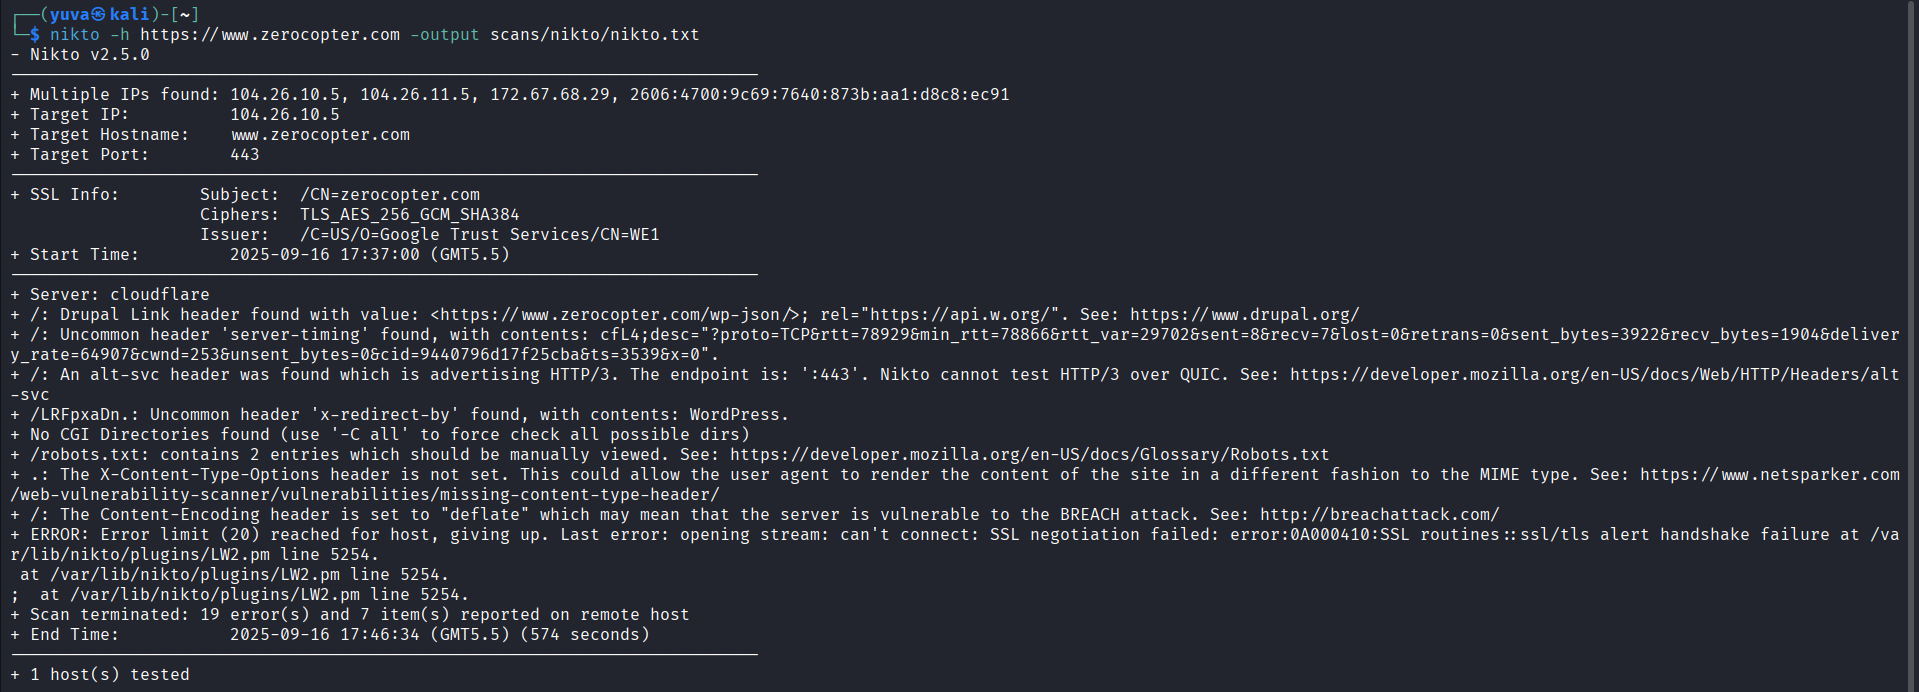 ┌──(yuva㉿kali)-[~]
└─$ nikto -h https://www.zerocopter.com -output scans/nikto/nikto.txt
- Nikto v2.5.0
---------------------------------------------------------------------------
+ Multiple IPs found: 104.26.10.5, 104.26.11.5, 172.67.68.29, 2606:4700:9c69:7640:873b:aa1:d8c8:ec91
+ Target IP:          104.26.10.5
+ Target Hostname:    www.zerocopter.com
+ Target Port:        443
---------------------------------------------------------------------------
+ SSL Info:        Subject:  /CN=zerocopter.com
                   Ciphers:  TLS_AES_256_GCM_SHA384
                   Issuer:   /C=US/O=Google Trust Services/CN=WE1
+ Start Time:         2025-09-16 17:37:00 (GMT5.5)
---------------------------------------------------------------------------
+ Server: cloudflare
+ /: Drupal Link header found with value: <https://www.zerocopter.com/wp-json/>; rel="https://api.w.org/". See: https://www.drupal.org/
+ /: Uncommon header 'server-timing' found, with contents: cfL4;desc="?proto=TCP&rtt=78929&min_rtt=78866&rtt_var=29702&sent=8&recv=7&lost=0&retrans=0&sent_bytes=3922&recv_bytes=1904&deliver
y_rate=64907&cwnd=253&unsent_bytes=0&cid=9440796d17f25cba&ts=3539&x=0".
+ /: An alt-svc header was found which is advertising HTTP/3. The endpoint is: ':443'. Nikto cannot test HTTP/3 over QUIC. See: https://developer.mozilla.org/en-US/docs/Web/HTTP/Headers/alt
-svc
+ /LRFpxaDn.: Uncommon header 'x-redirect-by' found, with contents: WordPress.
+ No CGI Directories found (use '-C all' to force check all possible dirs)
+ /robots.txt: contains 2 entries which should be manually viewed. See: https://developer.mozilla.org/en-US/docs/Glossary/Robots.txt
+ .: The X-Content-Type-Options header is not set. This could allow the user agent to render the content of the site in a different fashion to the MIME type. See: https://www.netsparker.com
/web-vulnerability-scanner/vulnerabilities/missing-content-type-header/
+ /: The Content-Encoding header is set to "deflate" which may mean that the server is vulnerable to the BREACH attack. See: http://breachattack.com/
+ ERROR: Error limit (20) reached for host, giving up. Last error: opening stream: can't connect: SSL negotiation failed: error:0A000410:SSL routines::ssl/tls alert handshake failure at /va
r/lib/nikto/plugins/LW2.pm line 5254.
 at /var/lib/nikto/plugins/LW2.pm line 5254.
;  at /var/lib/nikto/plugins/LW2.pm line 5254.
+ Scan terminated: 19 error(s) and 7 item(s) reported on remote host
+ End Time:           2025-09-16 17:46:34 (GMT5.5) (574 seconds)
---------------------------------------------------------------------------
+ 1 host(s) tested